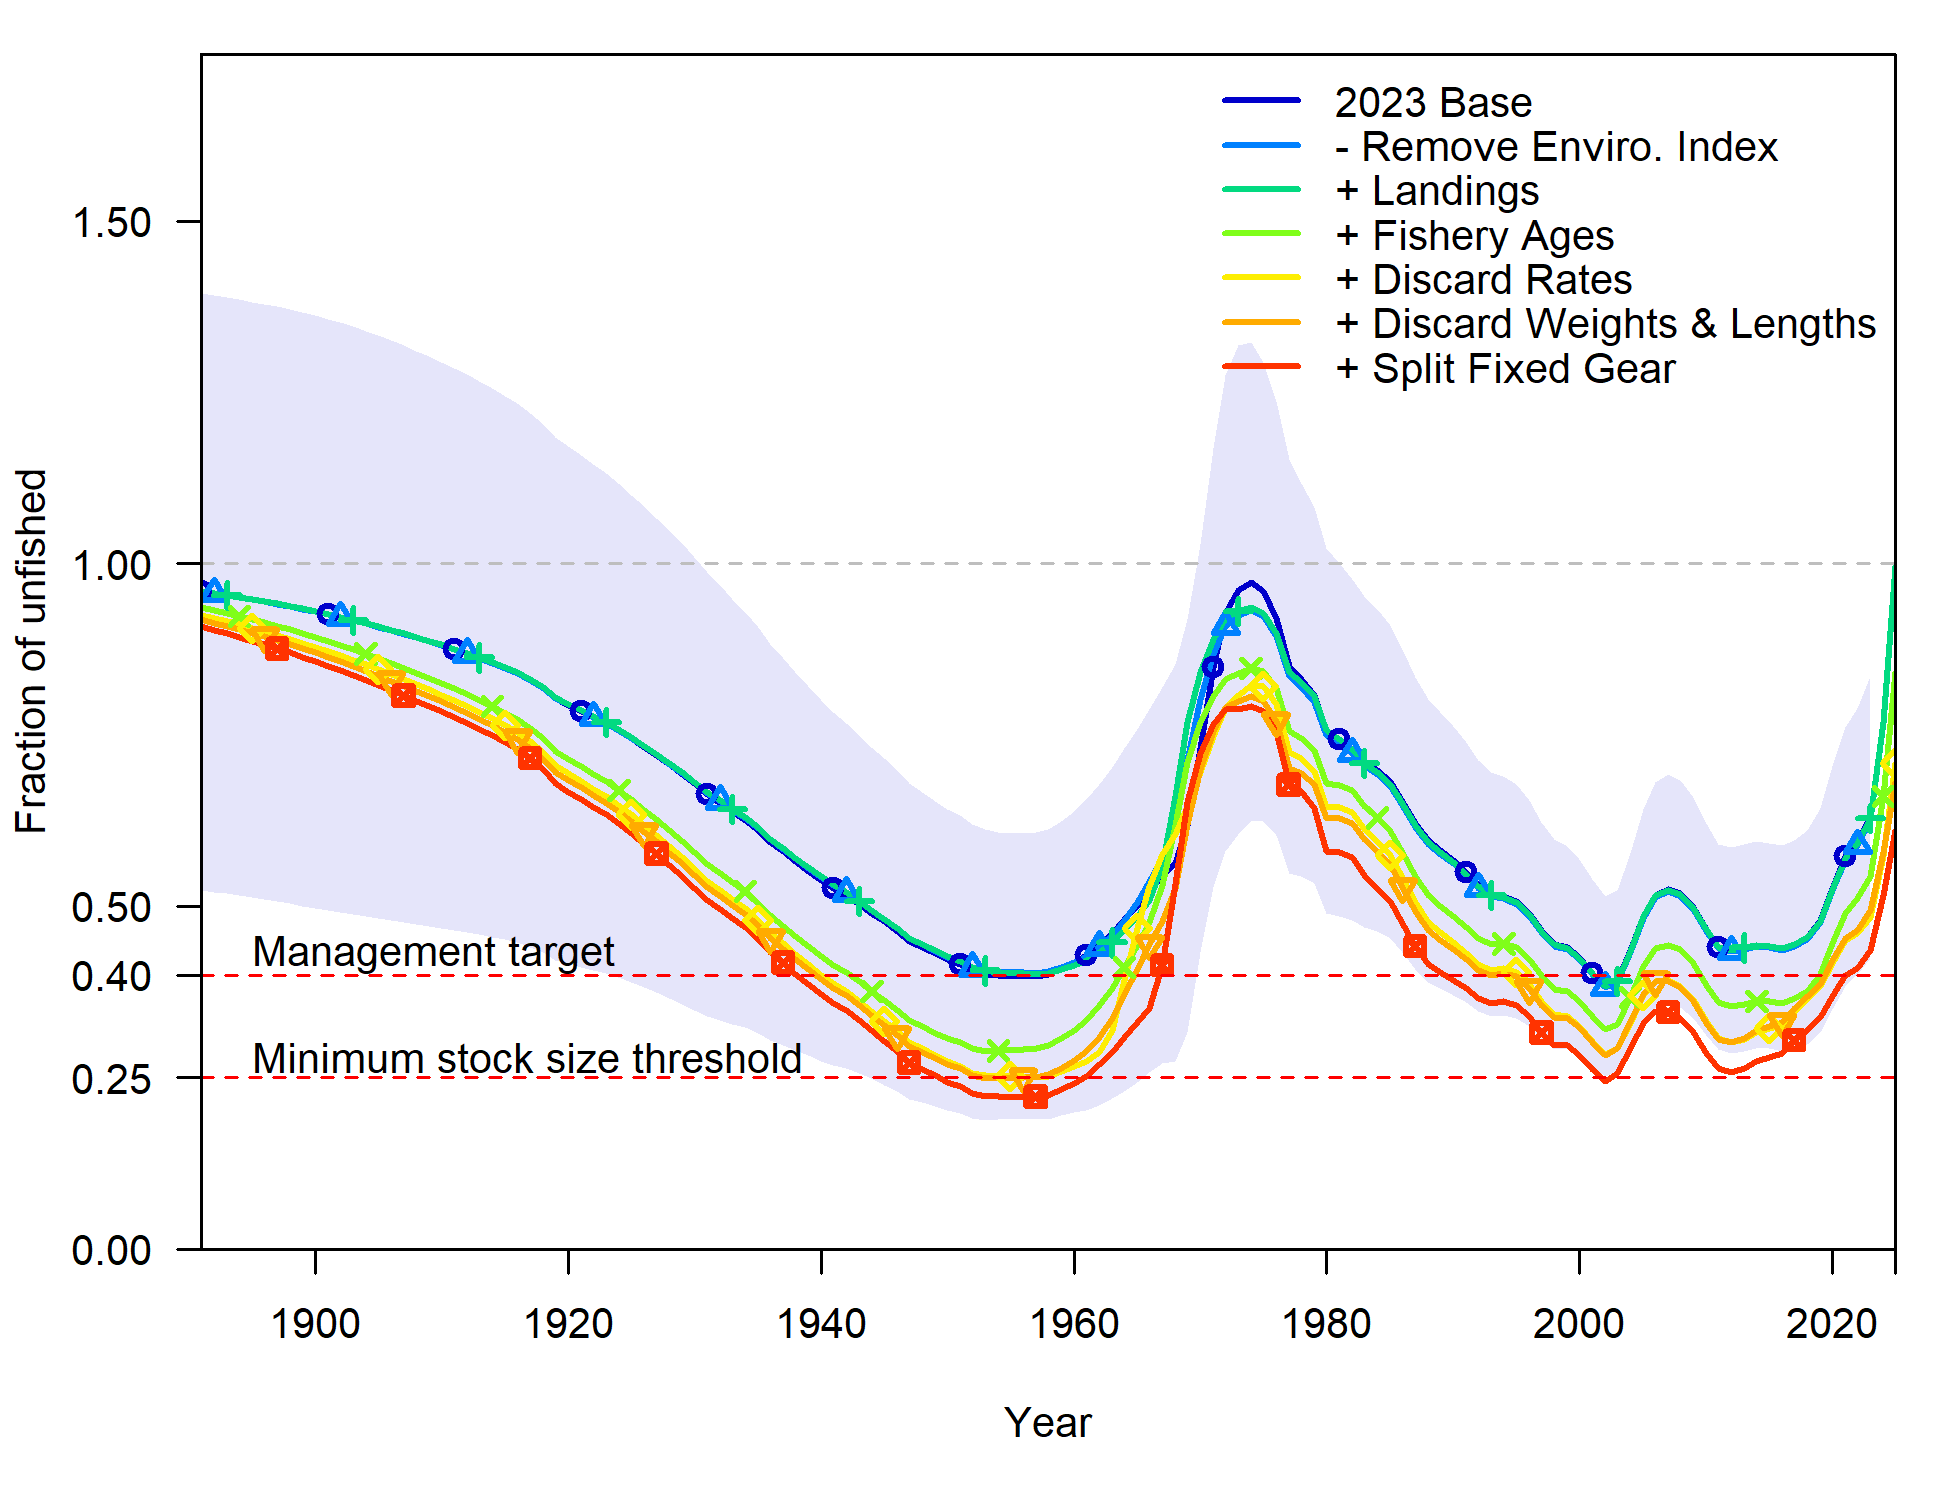 2023 Base
- Remove Enviro. Index
+ Landings
+ Fishery Ages
+ Discard Rates
+ Discard Weights & Lengths
+ Split Fixed Gear
Fraction of unfished
1.50
1.00
0.50
0.40
0.25
0.00
Management target
Minimum stock size threshold
1900 1920 1940 1960 1980 2000 2020
Year